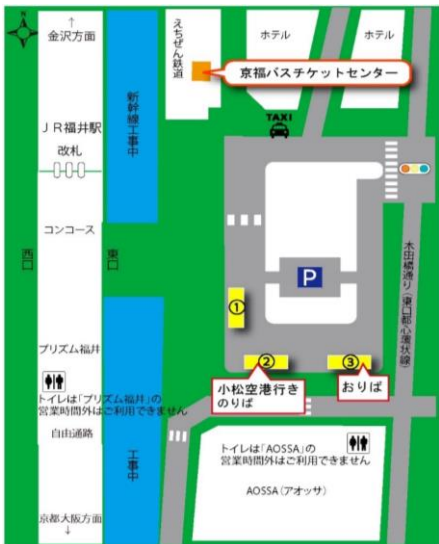 N
↑
金沢方面
JR福井駅
改札
コンコース
西口
東口
プリズム福井
トイレは「プリズム福井」の
営業時間外はご利用できません
自由通路
京都大阪方面
↓
新幹線工事中
工事中
えちぜん鉄道
京福バスチケットセンター
ホテル
ホテル
TAXI
P
①
②
③
小松空港行き
のりば
おりば
木田橋通り(東口都心環状線)
トイレは「AOSSA」の
営業時間外はご利用できません
AOSSA(アオッサ)